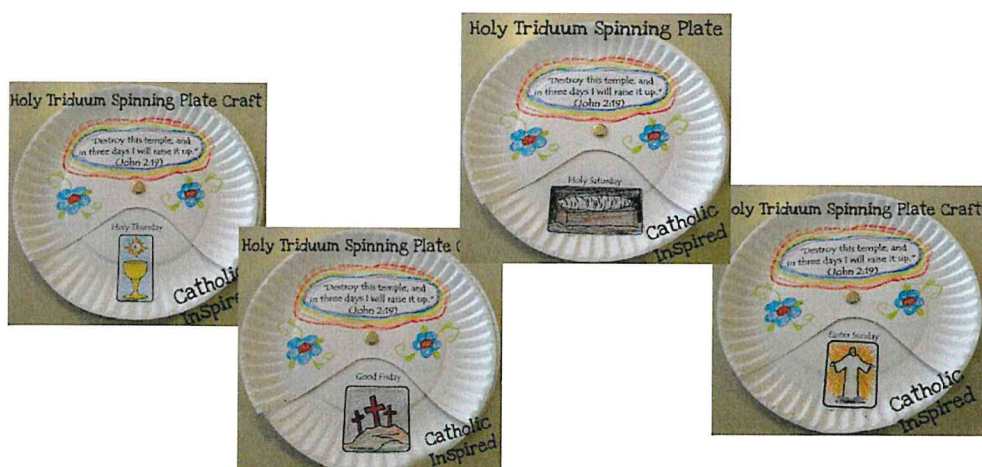 Holy Triduum Spinning Plate Craft
"Destroy this temple, and
in three days I will raise it up."
(John 2:19)
Holy Thursday
Catholic
Inspired
Holy Triduum Spinning Plate C
"Destroy this temple, and
in three days I will raise it up."
(John 2:19)
Good Friday
Catholic
Inspired
Holy Triduum Spinning Plate
"Destroy this temple, and
in three days I will raise it up."
(John 2:19)
Holy Saturday
Catholic
Inspired
oly Triduum Spinning Plate Craft
"Destroy this temple, and
in three days I will raise it up."
(John 2:19)
Easter Sunday
Catholic
Inspired